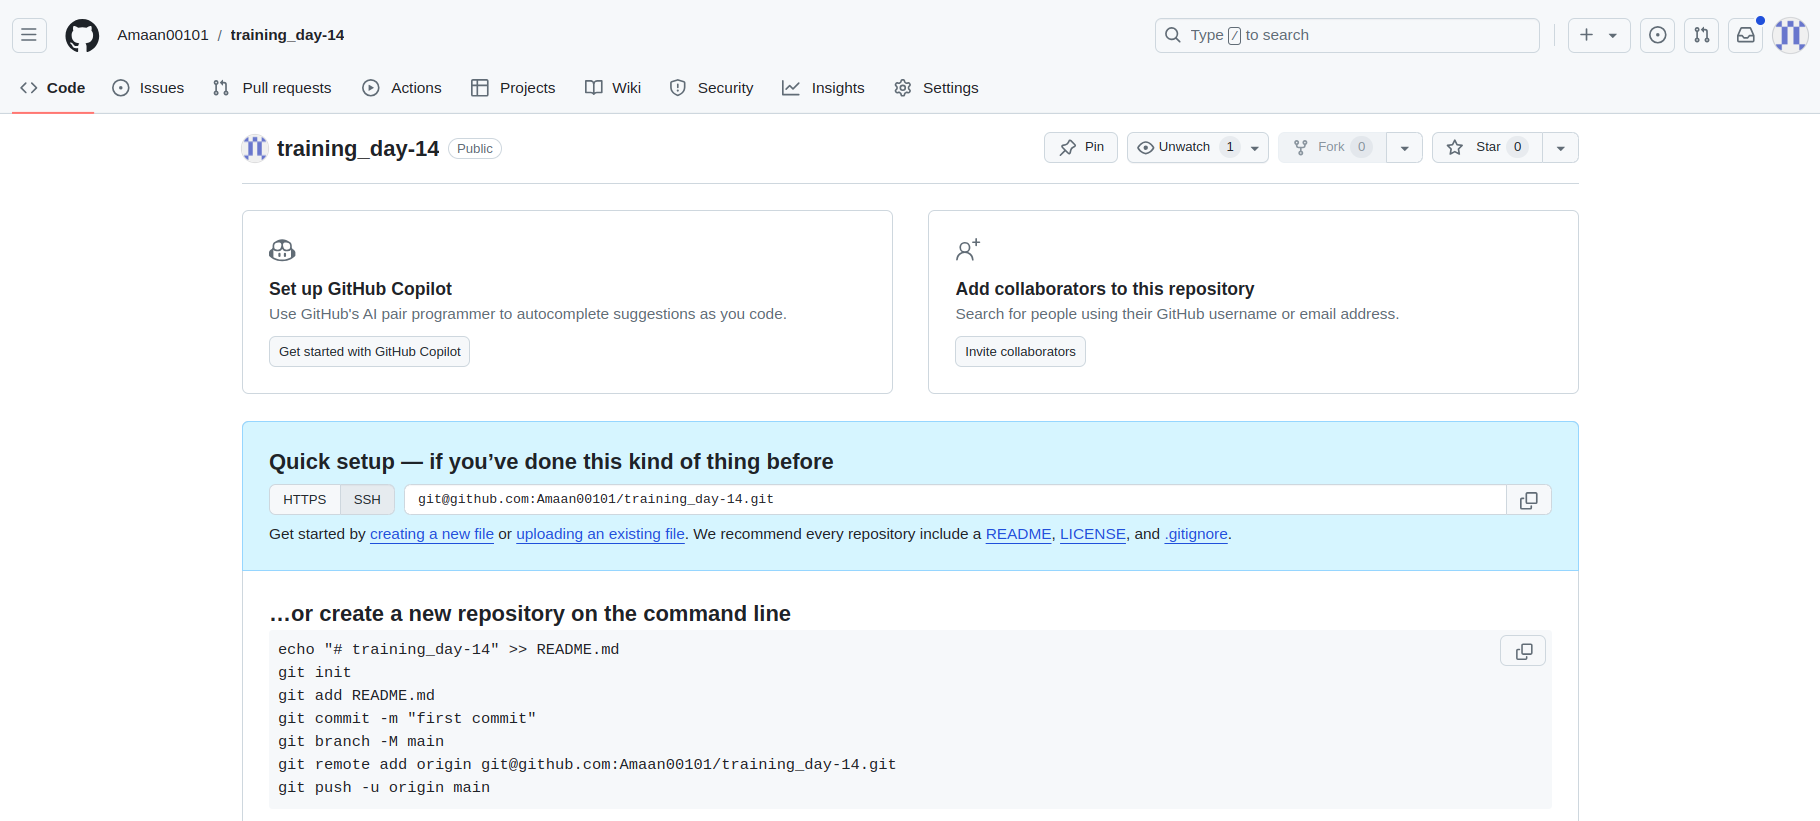 Amaan00101 / training_day-14
Type / to search
Code Issues Pull requests Actions Projects Wiki Security Insights Settings
training_day-14 Public
Pin Unwatch 1 Fork 0 Star 0
Set up GitHub Copilot
Use GitHub's AI pair programmer to autocomplete suggestions as you code.
Get started with GitHub Copilot
Add collaborators to this repository
Search for people using their GitHub username or email address.
Invite collaborators
Quick setup — if you’ve done this kind of thing before
HTTPS SSH git@github.com:Amaan00101/training_day-14.git
Get started by creating a new file or uploading an existing file. We recommend every repository include a README, LICENSE, and .gitignore.
…or create a new repository on the command line
echo "# training_day-14" >> README.md
git init
git add README.md
git commit -m "first commit"
git branch -M main
git remote add origin git@github.com:Amaan00101/training_day-14.git
git push -u origin main